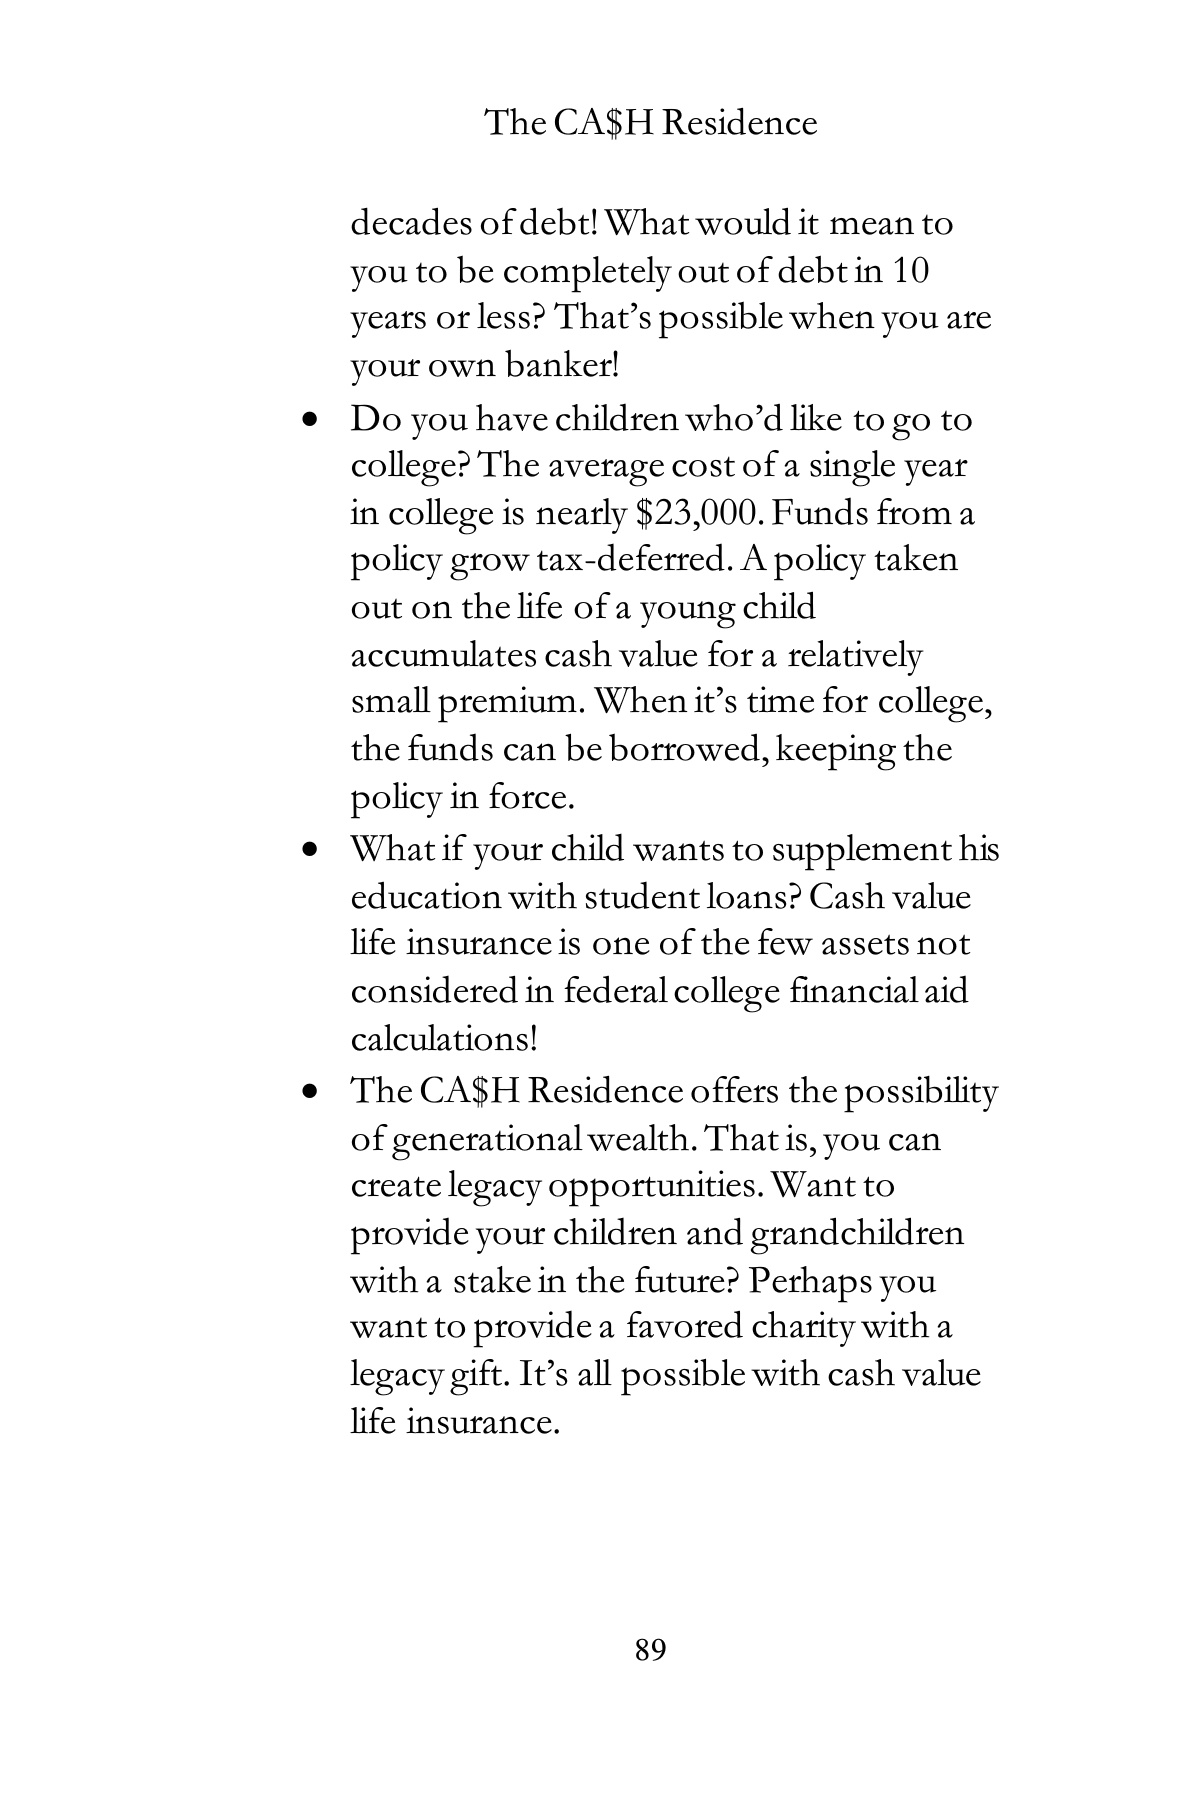 The CA$H Residence
decades of debt! What would it mean to
you to be completely out of debt in 10
years or less? That’s possible when you are
your own banker!
• Do you have children who’d like to go to
college? The average cost of a single year
in college is nearly $23,000. Funds from a
policy grow tax-deferred. A policy taken
out on the life of a young child
accumulates cash value for a relatively
small premium. When it’s time for college,
the funds can be borrowed, keeping the
policy in force.
• What if your child wants to supplement his
education with student loans? Cash value
life insurance is one of the few assets not
considered in federal college financial aid
calculations!
• The CA$H Residence offers the possibility
of generational wealth. That is, you can
create legacy opportunities. Want to
provide your children and grandchildren
with a stake in the future? Perhaps you
want to provide a favored charity with a
legacy gift. It’s all possible with cash value
life insurance.
89